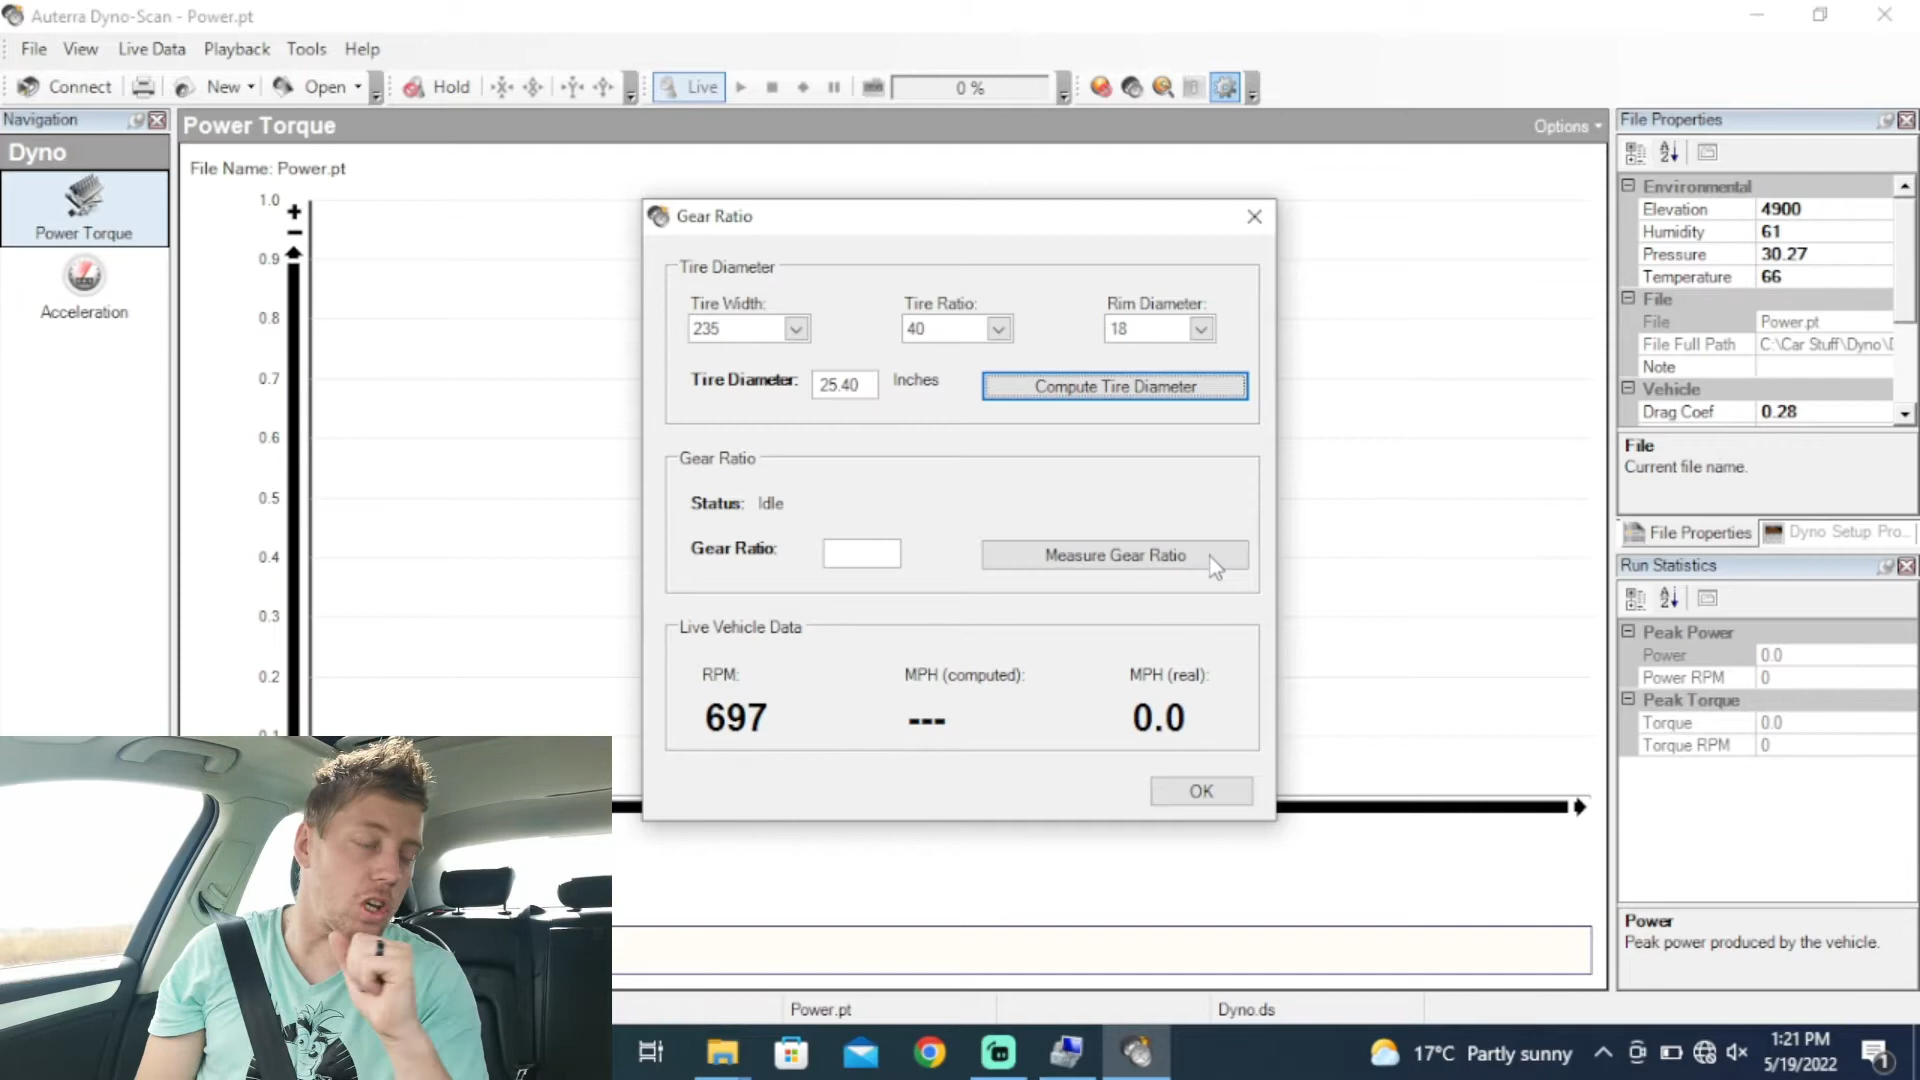 Auterra Dyno-Scan - Power.pt
File View Live Data Playback Tools Help
Connect New Open Hold Live 0 %
Navigation
Dyno
Power Torque
Acceleration
Power Torque
Options
File Name: Power.pt
1.0
0.9
0.8
0.7
0.6
0.5
0.4
0.3
0.2
Gear Ratio
Tire Diameter
Tire Width: Tire Ratio: Rim Diameter:
235 40 18
Tire Diameter: 25.40 Inches Compute Tire Diameter
Gear Ratio
Status: Idle
Gear Ratio: Measure Gear Ratio
Live Vehicle Data
RPM: MPH (computed): MPH (real):
697 --- 0.0
OK
File Properties
Environmental
Elevation 4900
Humidity 61
Pressure 30.27
Temperature 66
File
File Power.pt
File Full Path C:\Car Stuff\Dyno\
Note
Vehicle
Drag Coef 0.28
File
Current file name.
File Properties Dyno Setup Pro...
Run Statistics
Peak Power
Power 0.0
Power RPM 0
Peak Torque
Torque 0.0
Torque RPM 0
Power
Peak power produced by the vehicle.
Power.pt Dyno.ds
17°C Partly sunny
1:21 PM
5/19/2022
1